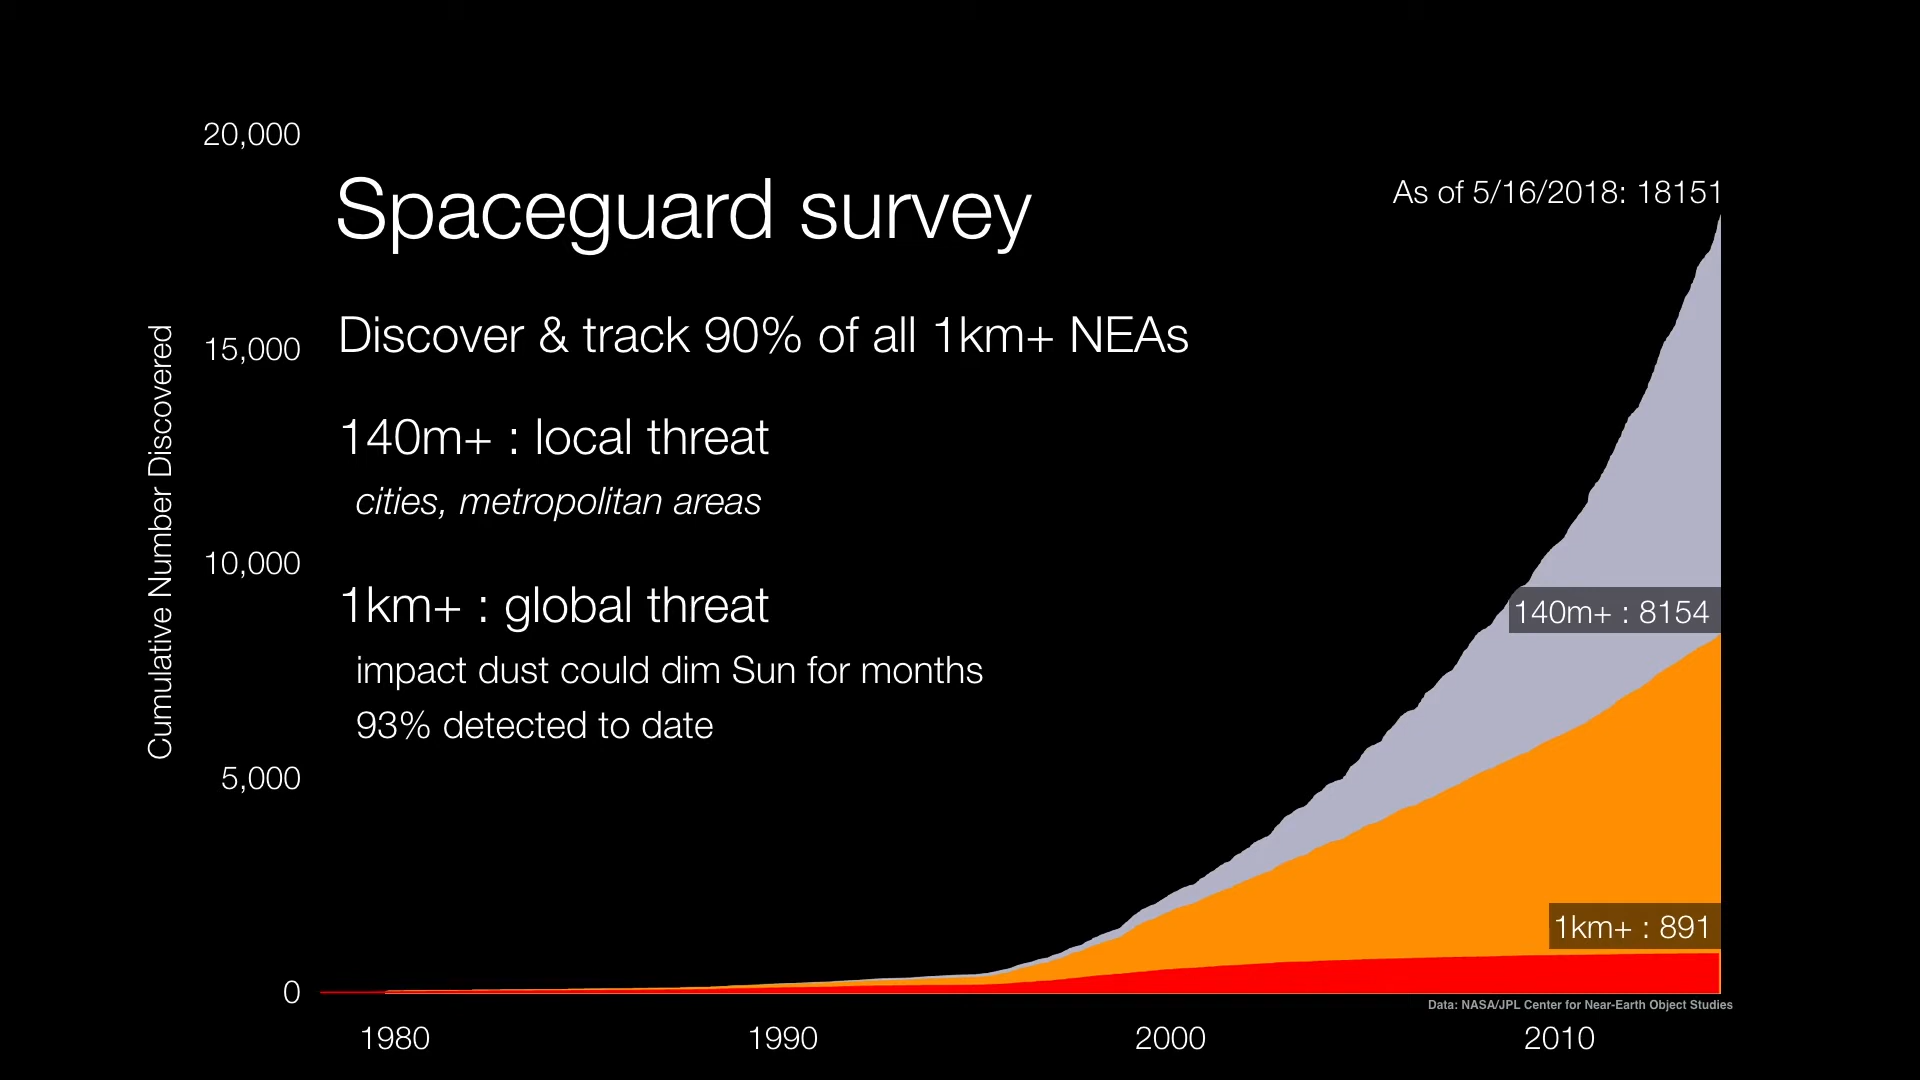 20,000
Spaceguard survey
As of 5/16/2018: 18151
Discover & track 90% of all 1km+ NEAs
15,000
140m+ : local threat
cities, metropolitan areas
Cumulative Number Discovered
10,000
1km+ : global threat
140m+ : 8154
impact dust could dim Sun for months
93% detected to date
5,000
1km+ : 891
0
Data: NASA/JPL Center for Near-Earth Object Studies
1980 1990 2000 2010